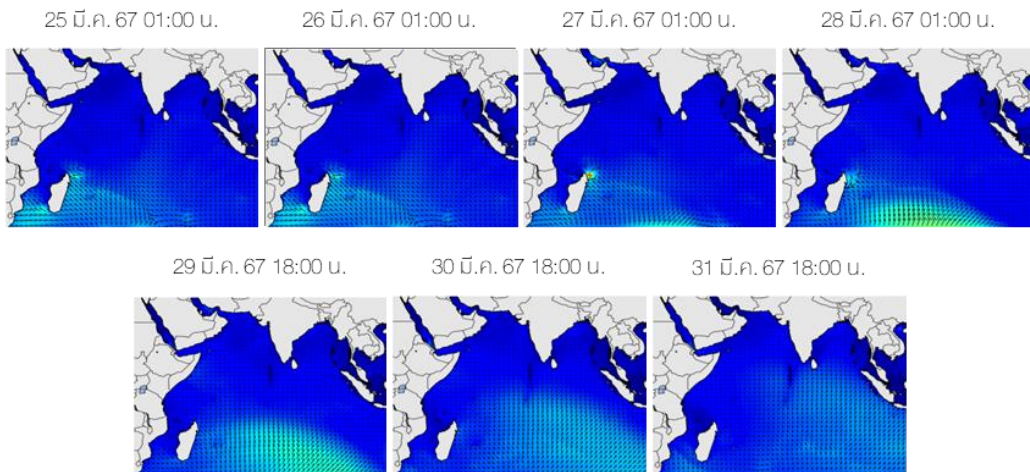 25 มี.ค. 67 01:00 น.
26 มี.ค. 67 01:00 น.
27 มี.ค. 67 01:00 น.
28 มี.ค. 67 01:00 น.
29 มี.ค. 67 18:00 น.
30 มี.ค. 67 18:00 น.
31 มี.ค. 67 18:00 น.